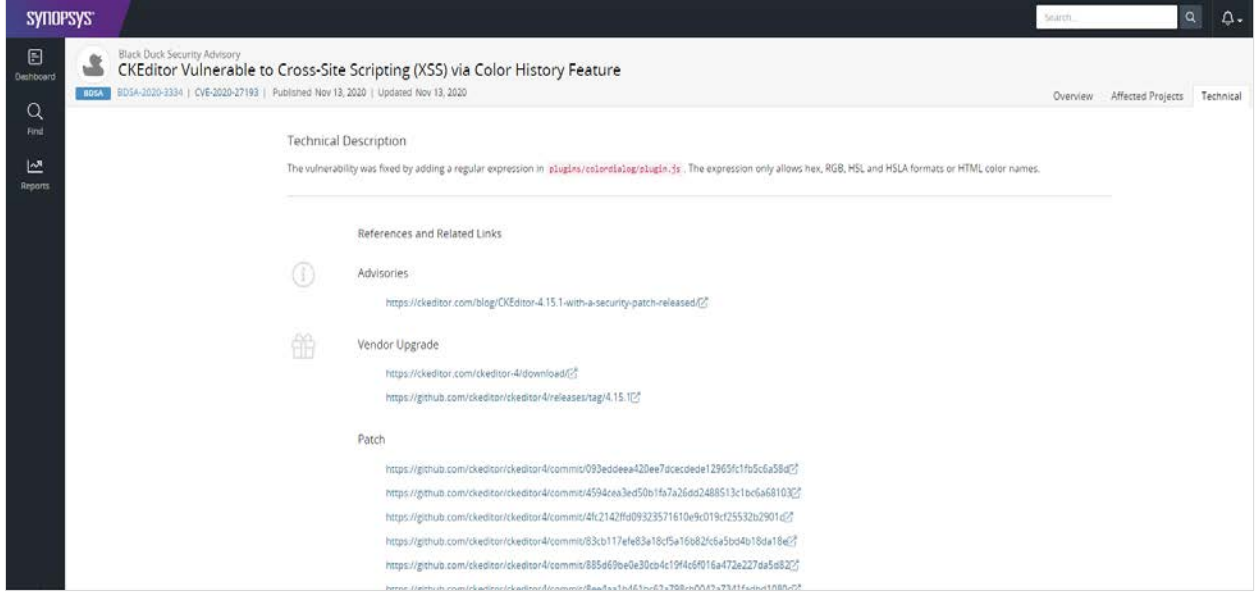 SYNOPSYS
Search...
Dashboard
Find
Reports
Black Duck Security Advisory
CKEditor Vulnerable to Cross-Site Scripting (XSS) via Color History Feature
BDSA BDSA-2020-3334 | CVE-2020-27193 | Published Nov 13, 2020 | Updated Nov 13, 2020
Overview Affected Projects Technical
Technical Description
The vulnerability was fixed by adding a regular expression in plugins/colordialog/plugin.js. The expression only allows hex, RGB, HSL and HSLA formats or HTML color names.
References and Related Links
Advisories
https://ckeditor.com/blog/CKEditor-4.15.1-with-a-security-patch-released/
Vendor Upgrade
https://ckeditor.com/ckeditor-4/download/
https://github.com/ckeditor/ckeditor4/releases/tag/4.15.1
Patch
https://github.com/ckeditor/ckeditor4/commit/093eddeea420ee7dcecdede12965fc1fb5c6a58d
https://github.com/ckeditor/ckeditor4/commit/4594cea3ed50b1fa7a26dd2488513c1bc6a68103
https://github.com/ckeditor/ckeditor4/commit/4fc2142ffd09323571610e9c019cf25532b2901c
https://github.com/ckeditor/ckeditor4/commit/83cb117efe83a18cf5a16b82fc6a5bd4b18da18e
https://github.com/ckeditor/ckeditor4/commit/885d69be0e30cb4c19f4c6f016a472e227da5d82